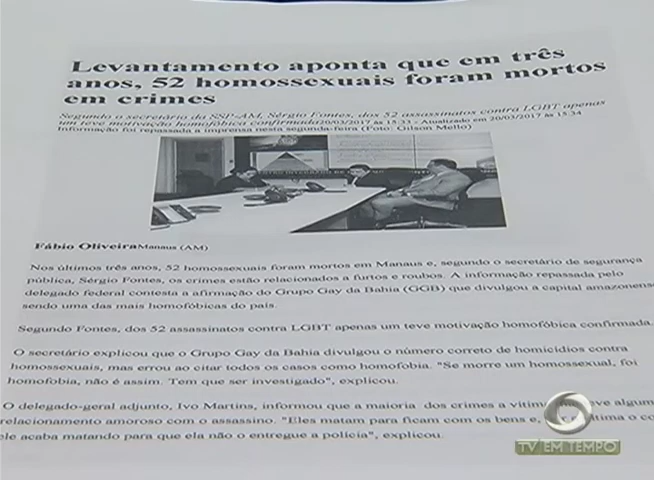 Levantamento aponta que em três
anos, 52 homossexuais foram mortos
em crimes
Segundo o secretário da SSP-AM, Sérgio Fontes, dos 52 assassinatos contra LGBT apenas
um teve motivação homofóbica confirmada20/03/2017 às 15:33 - Atualizado em 20/03/2017 às 15:34
Informação foi repassada a imprensa nesta segunda-feira (Foto: Gilson Mello)
Fábio OliveiraManaus (AM)
Nos últimos três anos, 52 homossexuais foram mortos em Manaus e, segundo o secretário de segurança
pública, Sérgio Fontes, os crimes estão relacionados a furtos e roubos. A informação repassada pelo
delegado federal contesta a afirmação do Grupo Gay da Bahia (GGB) que divulgou a capital amazonense
sendo uma das mais homofóbicas do país.
Segundo Fontes, dos 52 assassinatos contra LGBT apenas um teve motivação homofóbica confirmada.
O secretário explicou que o Grupo Gay da Bahia divulgou o número correto de homicídios contra
homossexuais, mas errou ao citar todos os casos como homofobia. "Se morre um homossexual, foi
homofobia, não é assim. Tem que ser investigado", explicou.
O delegado-geral adjunto, Ivo Martins, informou que a maioria dos crimes a vítima eve algum
relacionamento amoroso com o assassino. "Eles matam para ficam com os bens e, tima o co
ele acaba matando para que ela não o entregue a polícia", explicou.
TV EM TEMPO